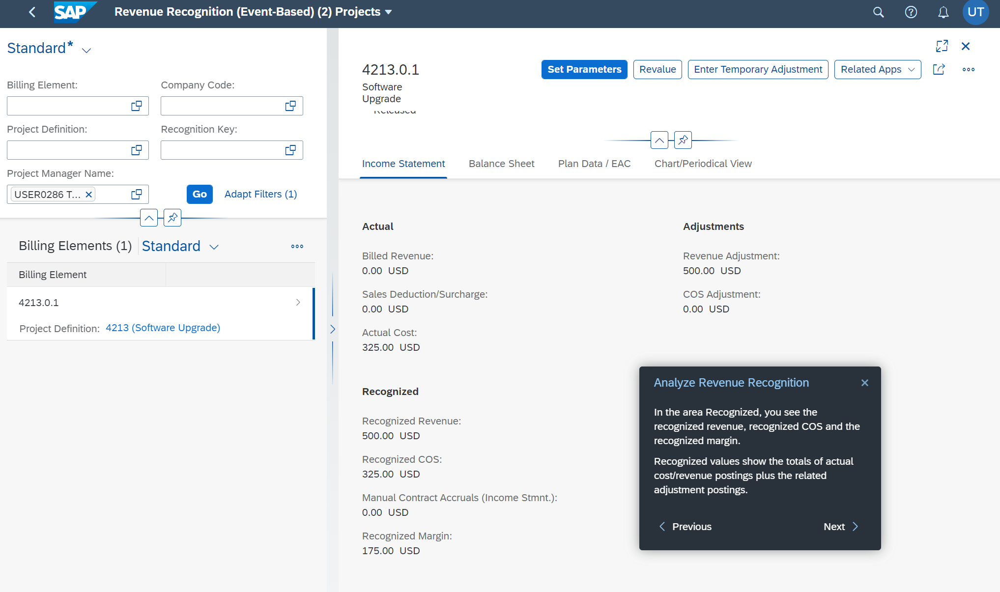 SAP
Revenue Recognition (Event-Based) (2) Projects
UT
Standard*
Billing Element:
Company Code:
Project Definition:
Recognition Key:
Project Manager Name:
USER0286 T...
Go
Adapt Filters (1)
Billing Elements (1)
Standard
Billing Element
4213.0.1
Project Definition: 4213 (Software Upgrade)
4213.0.1
Software
Upgrade
Released
Set Parameters
Revalue
Enter Temporary Adjustment
Related Apps
Income Statement
Balance Sheet
Plan Data / EAC
Chart/Periodical View
Actual
Billed Revenue:
0.00 USD
Sales Deduction/Surcharge:
0.00 USD
Actual Cost:
325.00 USD
Adjustments
Revenue Adjustment:
500.00 USD
COS Adjustment:
0.00 USD
Recognized
Recognized Revenue:
500.00 USD
Recognized COS:
325.00 USD
Manual Contract Accruals (Income Stmnt.):
0.00 USD
Recognized Margin:
175.00 USD
Analyze Revenue Recognition
In the area Recognized, you see the
recognized revenue, recognized COS and the
recognized margin.
Recognized values show the totals of actual
cost/revenue postings plus the related
adjustment postings.
Previous
Next